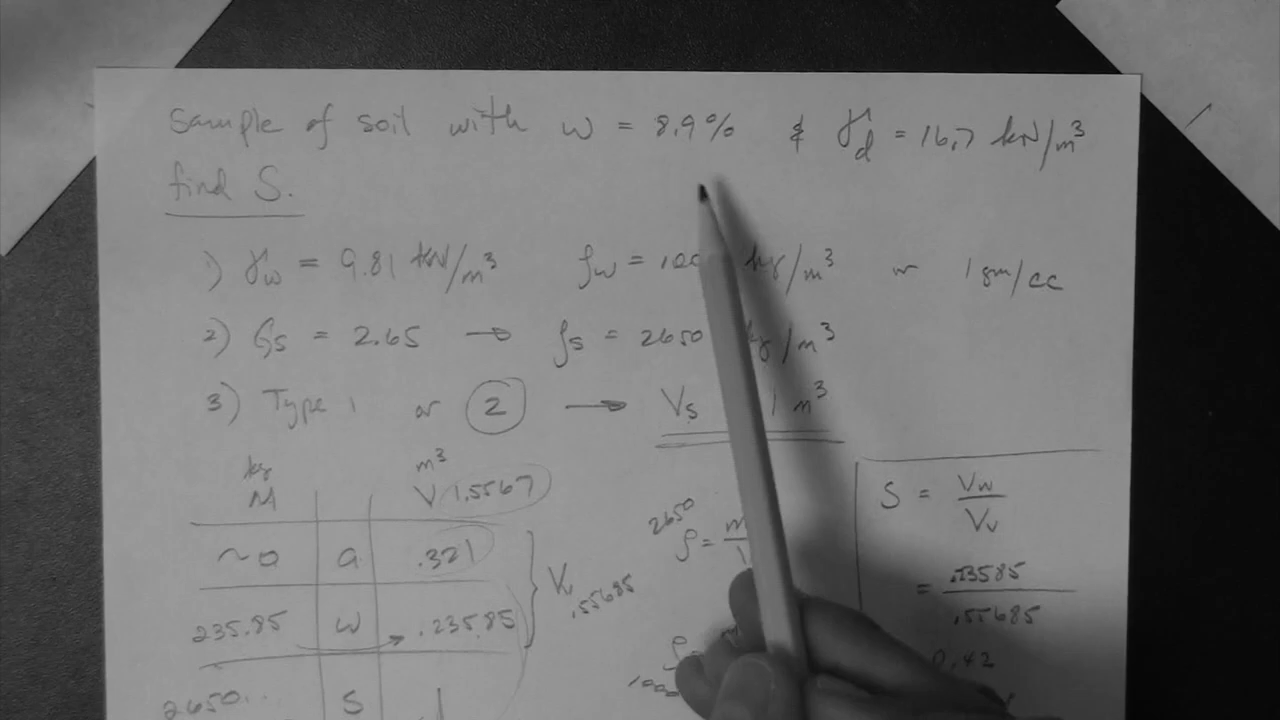 Sample of soil with w = 8.9% & γd = 16.7 kN/m³
find S.
1) γw = 9.81 kN/m³ ρw = 100 kg/m³ or 1 gm/cc
2) Gs = 2.65 → ρs = 2650 kg/m³
3) Type 1 or 2 → Vs 1 m³
kg m³
M V 1.5567
~0 a .321
Vv .55685
235.85 w .23585
2650.. S 1
2650
ρ = m
1000
S = Vw/Vv
= .23585/.55685
0.42